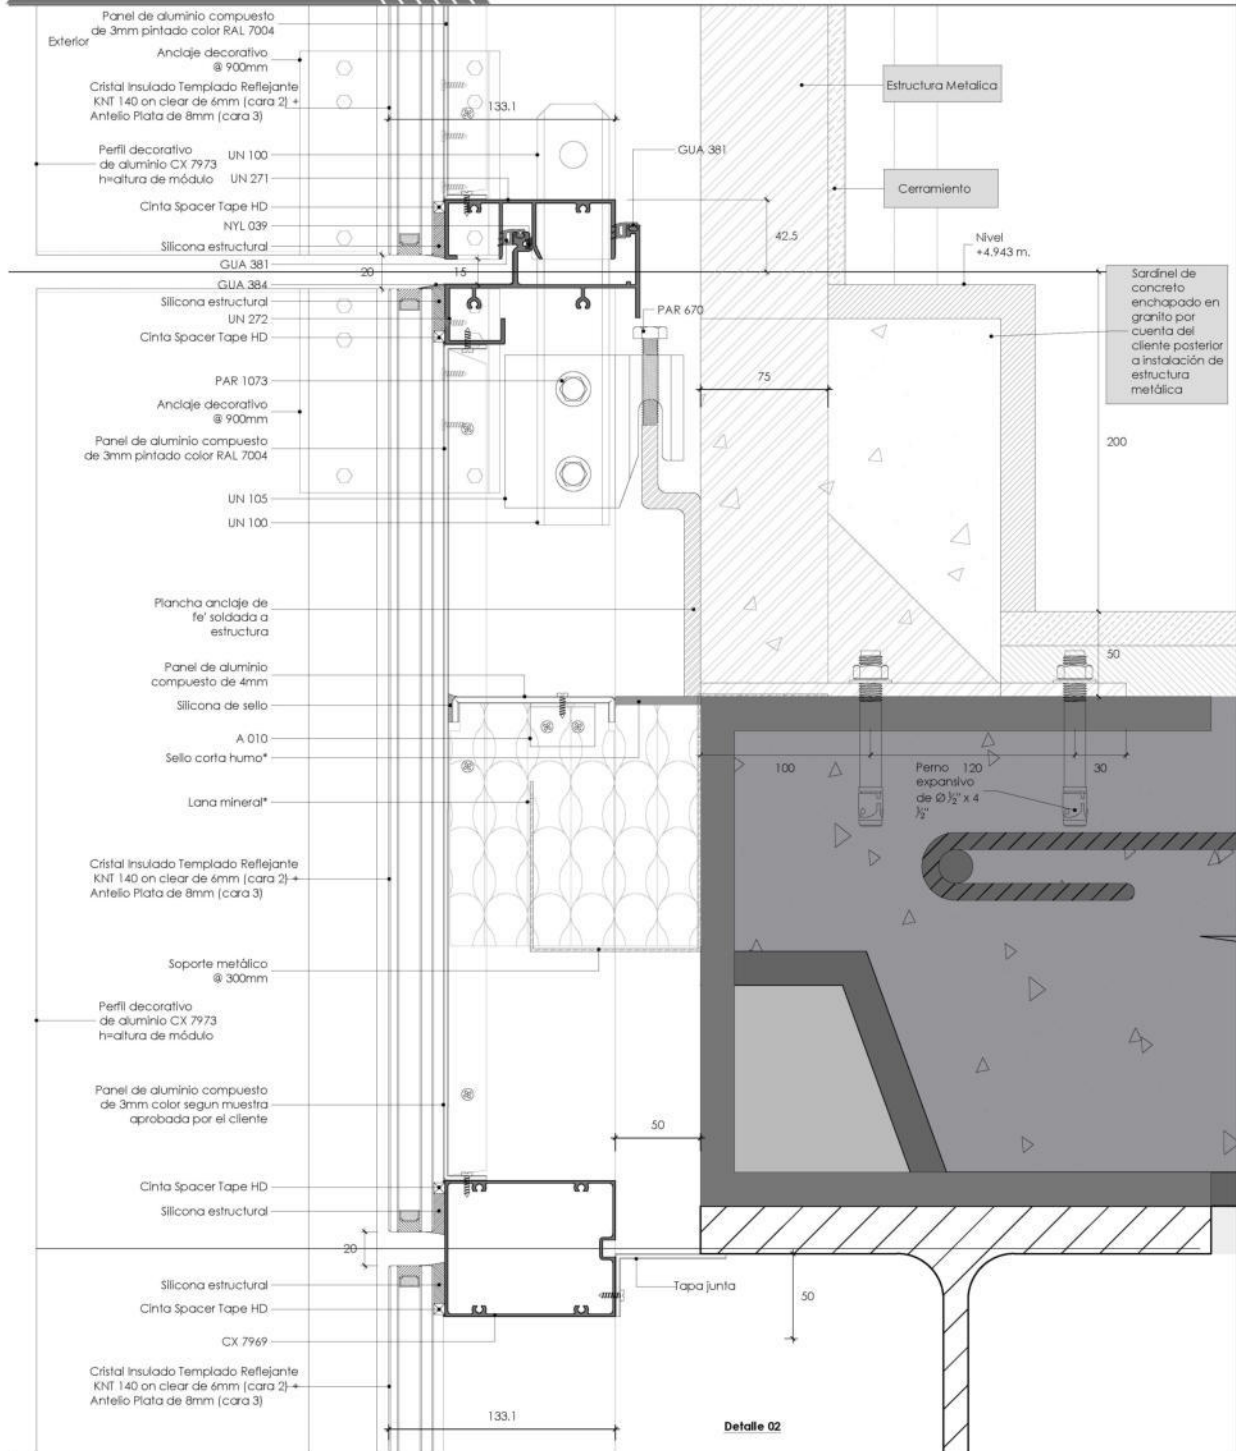 Panel de aluminio compuesto
de 3mm pintado color RAL 7004
Exterior
Anclaje decorativo
@ 900mm
Cristal Insulado Templado Reflejante
KNT 140 on clear de 6mm (cara 2) +
Antelio Plata de 8mm (cara 3)
133.1
Estructura Metalica
Perfil decorativo
de aluminio CX 7973
h=altura de módulo
UN 100
GUA 381
UN 271
Cerramiento
Cinta Spacer Tape HD
NYL 039
Silicona estructural
42.5
Nivel
+4.943 m.
GUA 381
20
15
GUA 384
Silicona estructural
UN 272
Cinta Spacer Tape HD
PAR 670
Sardinel de
concreto
enchapado en
granito por
cuenta del
cliente posterior
a instalación de
estructura
metálica
PAR 1073
75
Anclaje decorativo
@ 900mm
Panel de aluminio compuesto
de 3mm pintado color RAL 7004
200
UN 105
UN 100
Plancha anclaje de
fe' soldada a
estructura
50
Panel de aluminio
compuesto de 4mm
Silicona de sello
A 010
Sello corta humo*
100
120
30
Perno
expansivo
de Ø ½" x 4
½"
Lana mineral*
Cristal Insulado Templado Reflejante
KNT 140 on clear de 6mm (cara 2) +
Antelio Plata de 8mm (cara 3)
Soporte metálico
@ 300mm
Perfil decorativo
de aluminio CX 7973
h=altura de módulo
Panel de aluminio compuesto
de 3mm color segun muestra
aprobada por el cliente
50
Cinta Spacer Tape HD
Silicona estructural
20
Silicona estructural
Tapa junta
50
Cinta Spacer Tape HD
CX 7969
Cristal Insulado Templado Reflejante
KNT 140 on clear de 6mm (cara 2) +
Antelio Plata de 8mm (cara 3)
133.1
Detalle 02